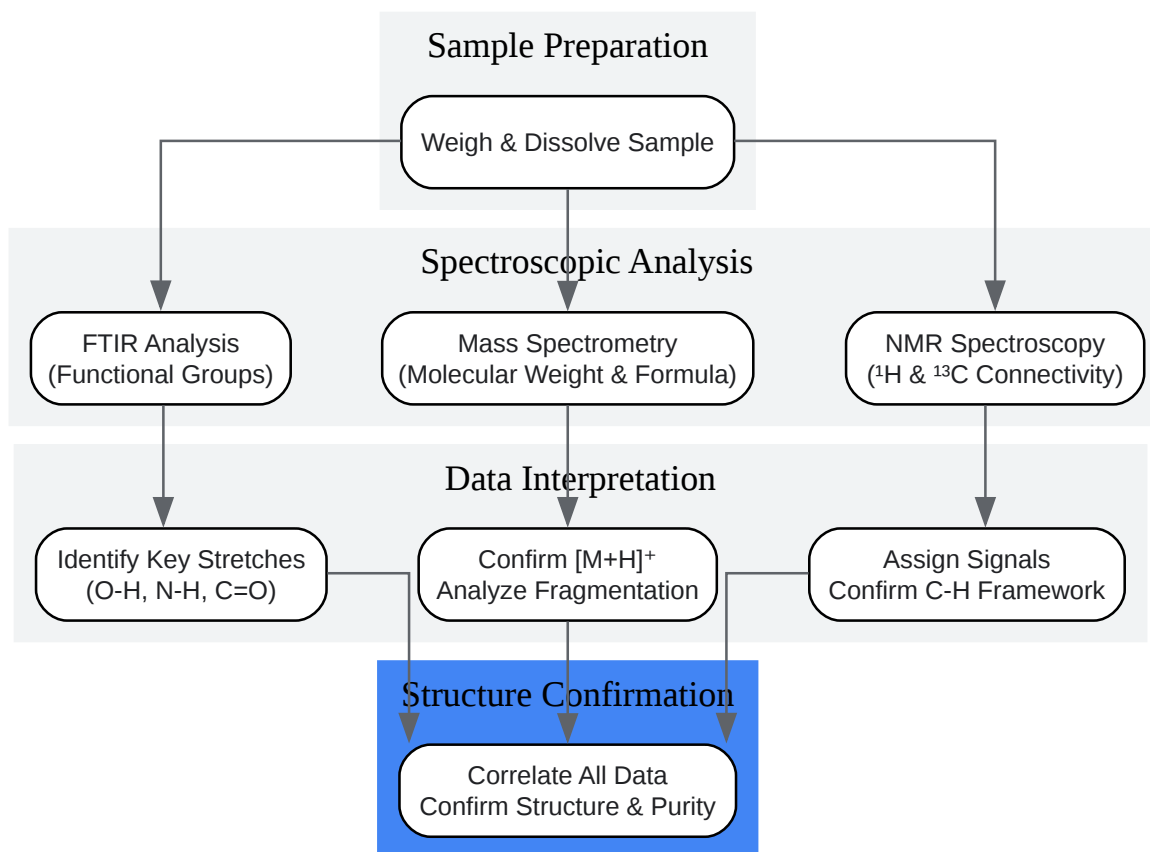 Sample Preparation
Weigh & Dissolve Sample
Spectroscopic Analysis
FTIR Analysis
(Functional Groups)
Mass Spectrometry
(Molecular Weight & Formula)
NMR Spectroscopy
(¹H & ¹³C Connectivity)
Data Interpretation
Identify Key Stretches
(O-H, N-H, C=O)
Confirm [M+H]⁺
Analyze Fragmentation
Assign Signals
Confirm C-H Framework
Structure Confirmation
Correlate All Data
Confirm Structure & Purity